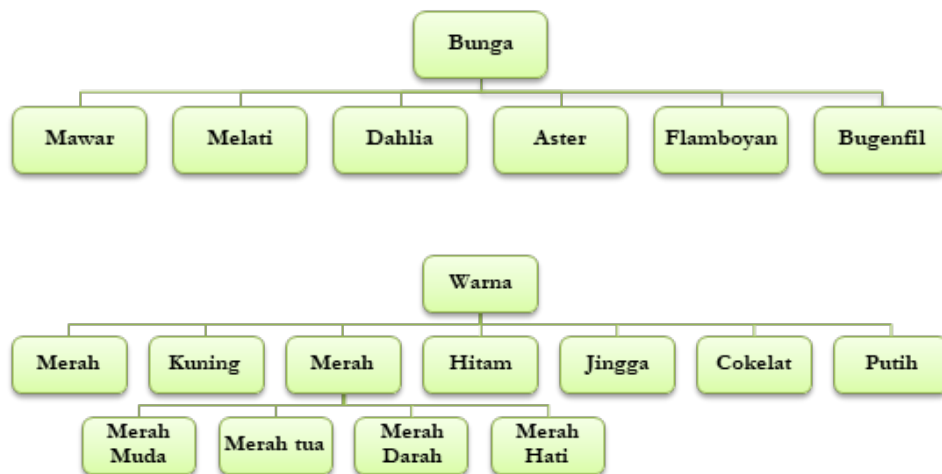 Bunga
Mawar Melati Dahlia Aster Flamboyan Bugenfil
Warna
Merah Kuning Merah Hitam Jingga Cokelat Putih
Merah Muda Merah tua Merah Darah Merah Hati